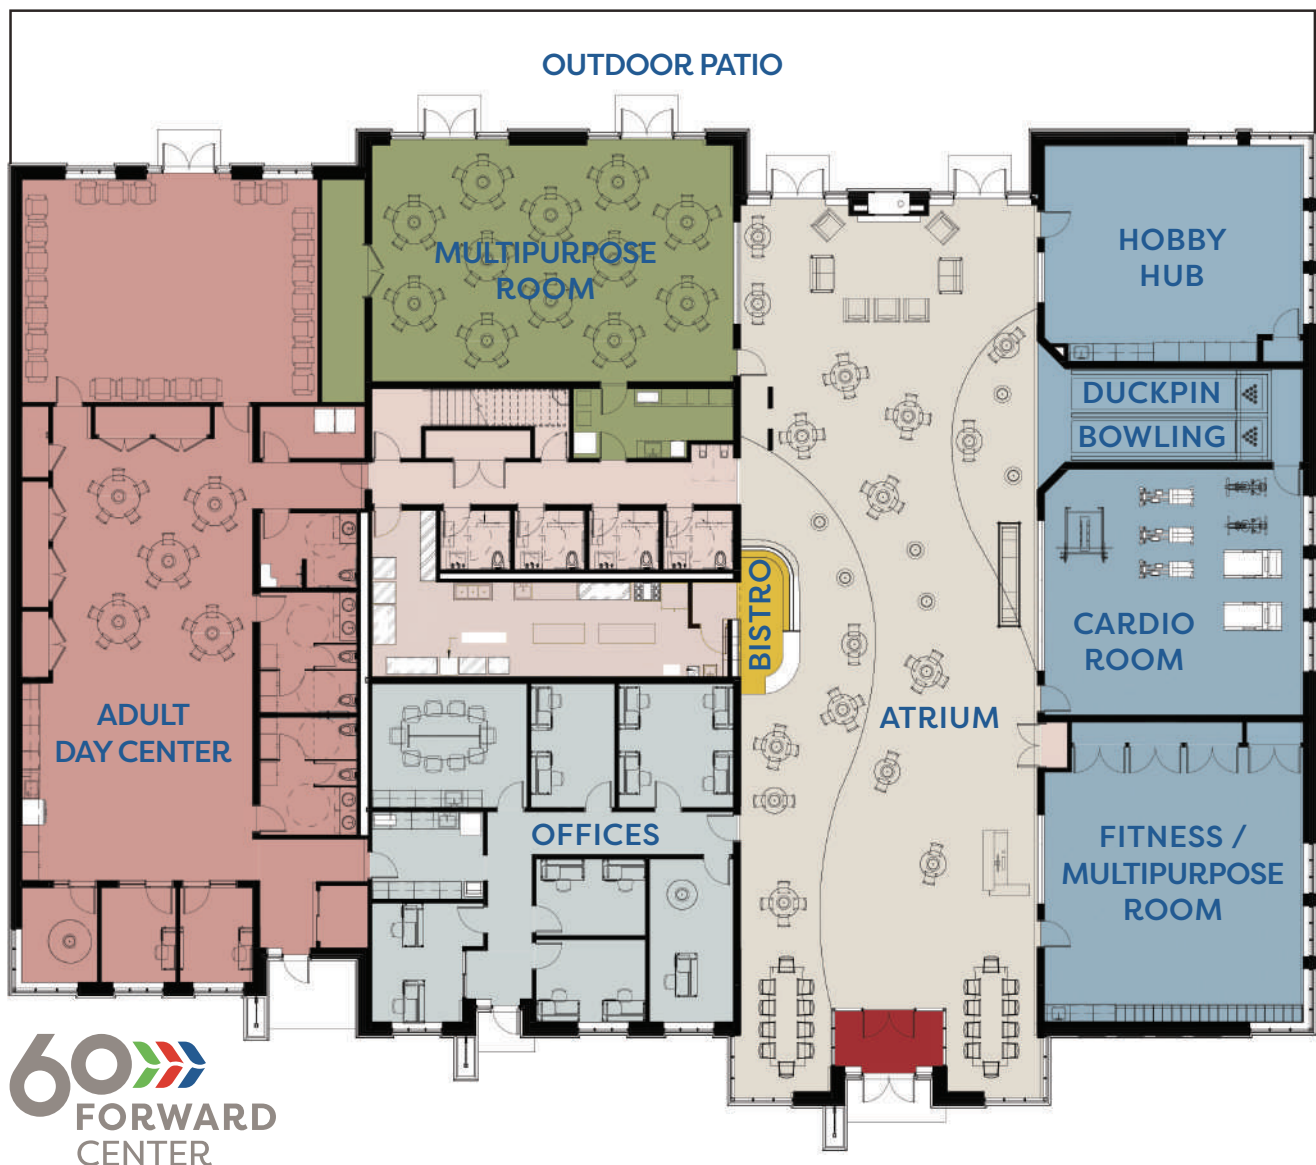 OUTDOOR PATIO
MULTIPURPOSE
ROOM
HOBBY
HUB
DUCKPIN
BOWLING
BISTRO
CARDIO
ROOM
ADULT
DAY CENTER
ATRIUM
OFFICES
FITNESS /
MULTIPURPOSE
ROOM
60
FORWARD
CENTER